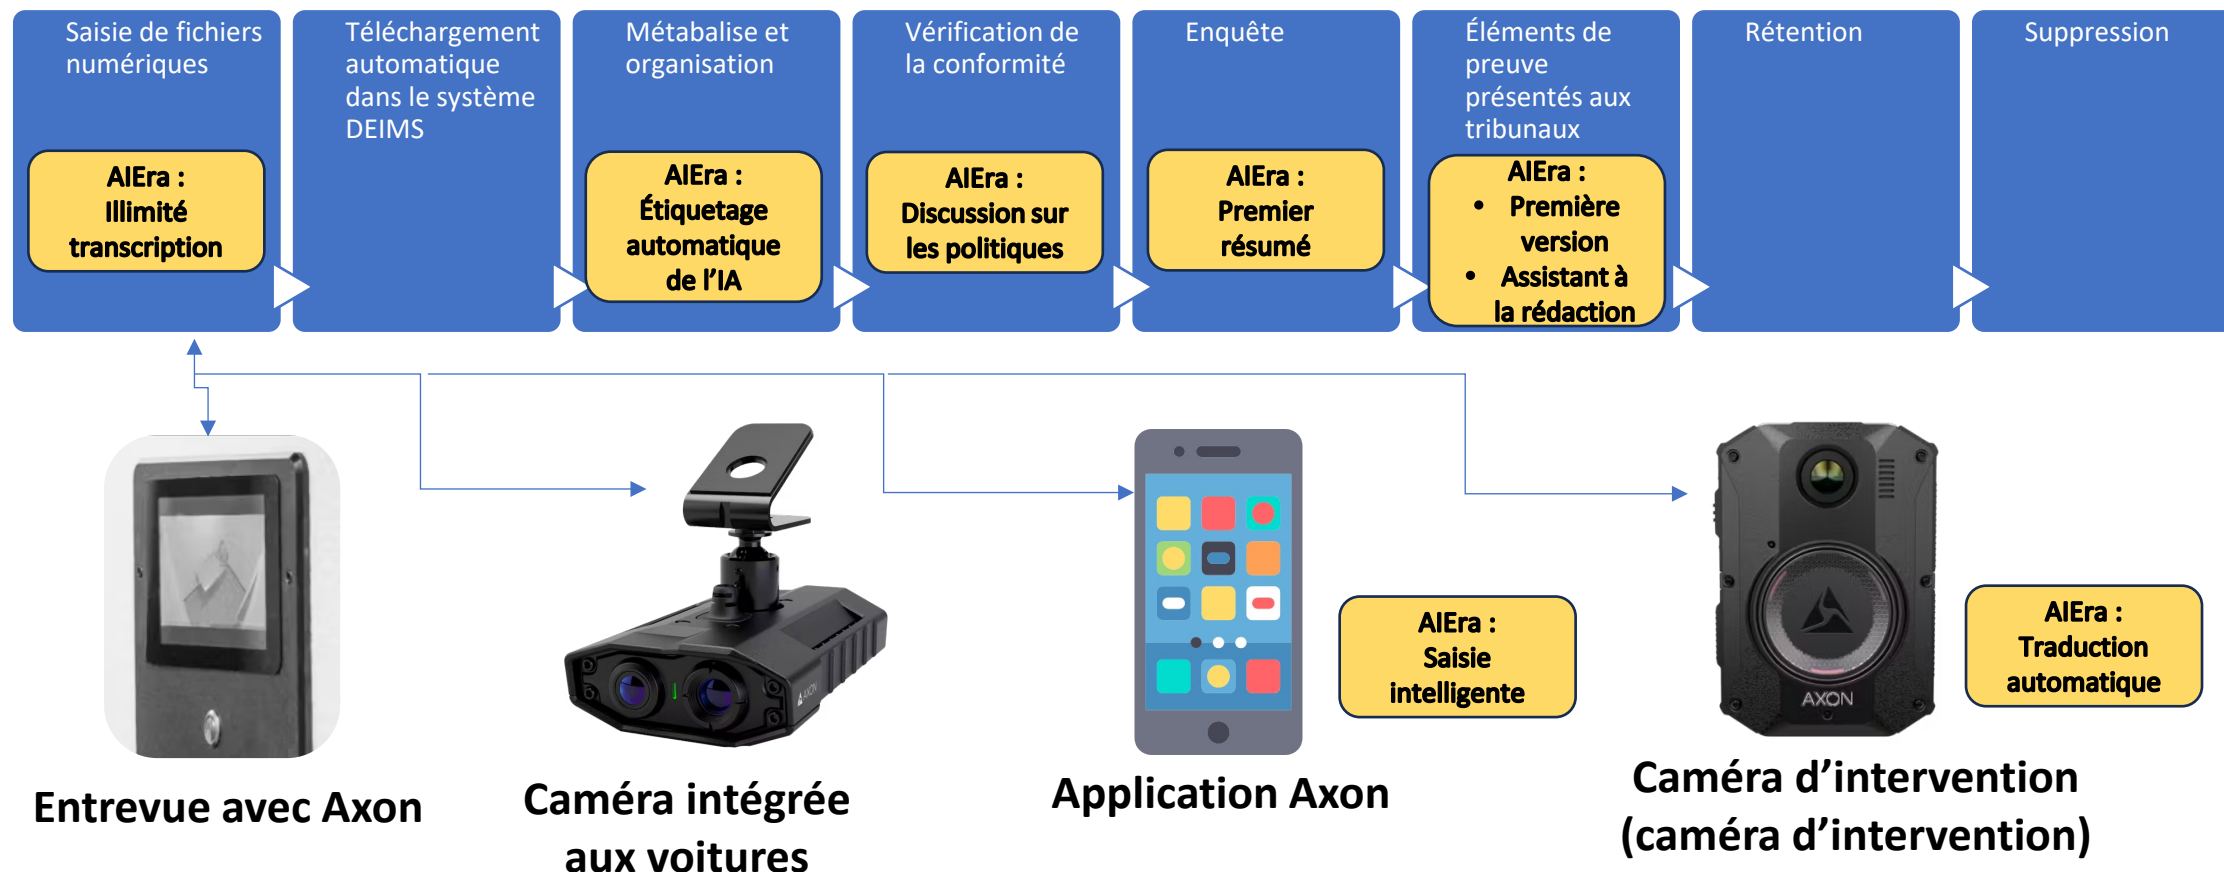 Saisie de fichiers
numériques
Téléchargement
automatique
dans le système
DEIMS
Métabalise et
organisation
Vérification de
la conformité
Enquête
Éléments de
preuve
présentés aux
tribunaux
Rétention
Suppression
AIEra :
Illimité
transcription
AIEra :
Étiquetage
automatique
de l’IA
AIEra :
Discussion sur
les politiques
AIEra :
Premier
résumé
AIEra :
• Première
version
• Assistant à
la rédaction
AXON
AIEra :
Saisie
intelligente
AXON
AIEra :
Traduction
automatique
Entrevue avec Axon
Caméra intégrée
aux voitures
Application Axon
Caméra d’intervention
(caméra d’intervention)